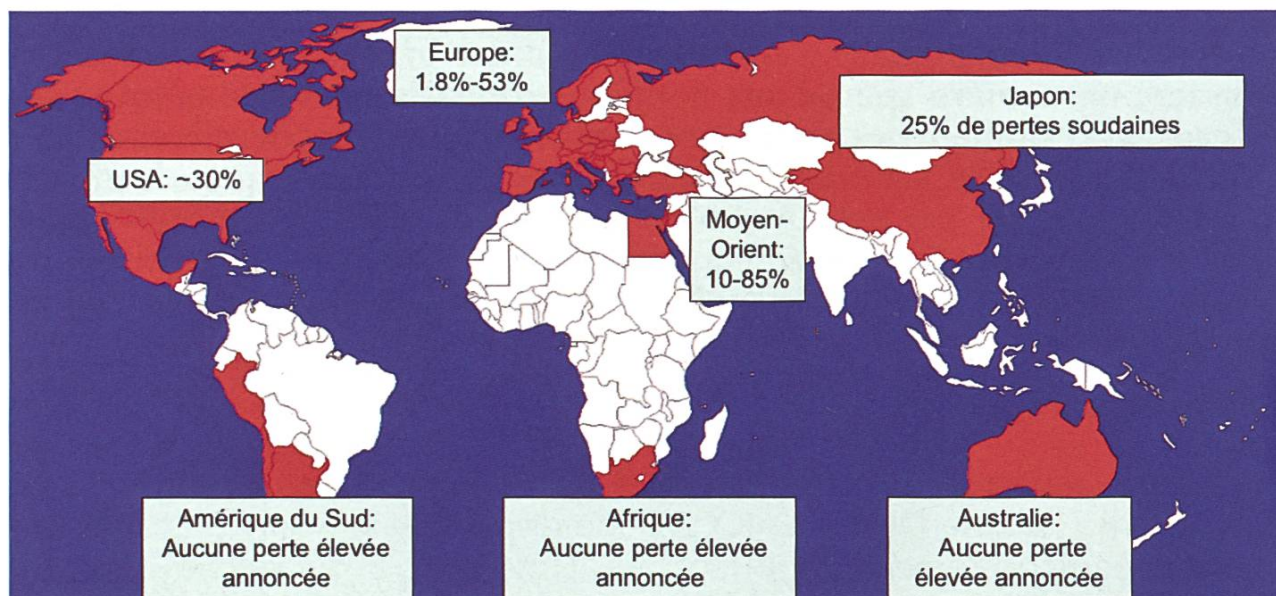 Europe:
1.8%-53%
Japon:
25% de pertes soudaines
USA: ~30%
Moyen-
Orient:
10-85%
Amérique du Sud:
Aucune perte élevée
annoncée
Afrique:
Aucune perte élevée
annoncée
Australie:
Aucune perte
élevée annoncée